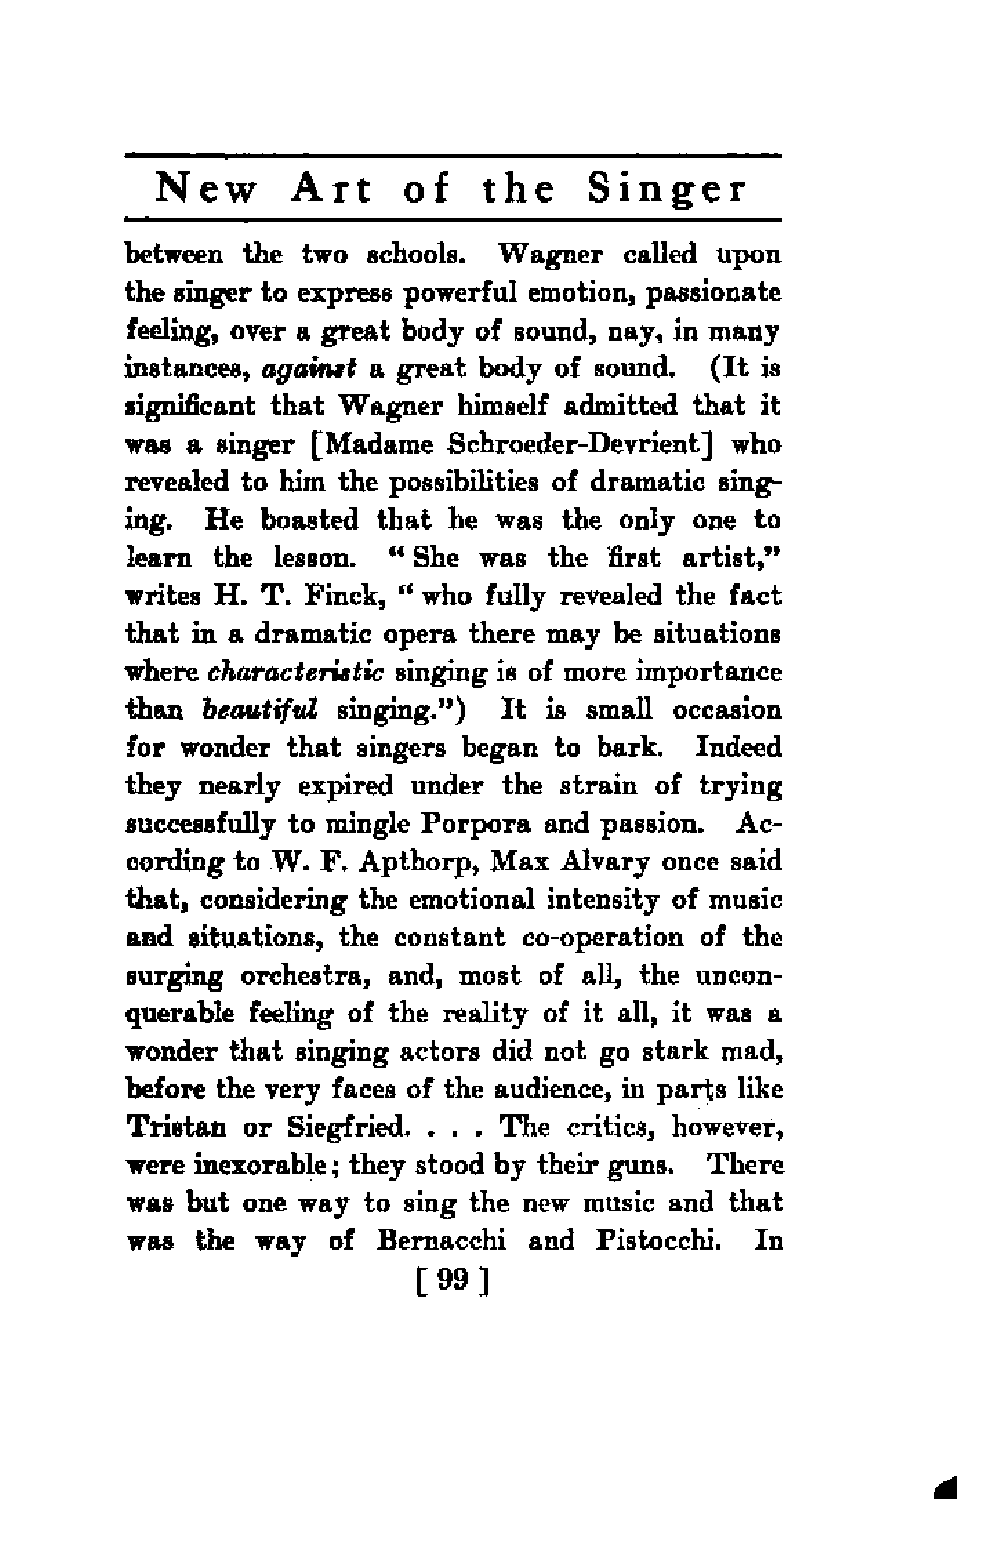 New Art of the Singer
between the two schools. Wagner called upon
the singer to express powerful emotion, passionate
feeling, over a great body of sound, nay, in many
instances, against a great body of sound. (It is
significant that Wagner himself admitted that it
was a singer [Madame Schroeder-Devrient] who
revealed to him the possibilities of dramatic sing-
ing. He boasted that he was the only one to
learn the lesson. "She was the first artist,"
writes H. T. Finck, "who fully revealed the fact
that in a dramatic opera there may be situations
where characteristic singing is of more importance
than beautiful singing.") It is small occasion
for wonder that singers began to bark. Indeed
they nearly expired under the strain of trying
successfully to mingle Porpora and passion. Ac-
cording to W. F. Apthorp, Max Alvary once said
that, considering the emotional intensity of music
and situations, the constant co-operation of the
surging orchestra, and, most of all, the uncon-
querable feeling of the reality of it all, it was a
wonder that singing actors did not go stark mad,
before the very faces of the audience, in parts like
Tristan or Siegfried. . . . The critics, however,
were inexorable; they stood by their guns. There
was but one way to sing the new music and that
was the way of Bernacchi and Pistocchi. In
[ 99 ]